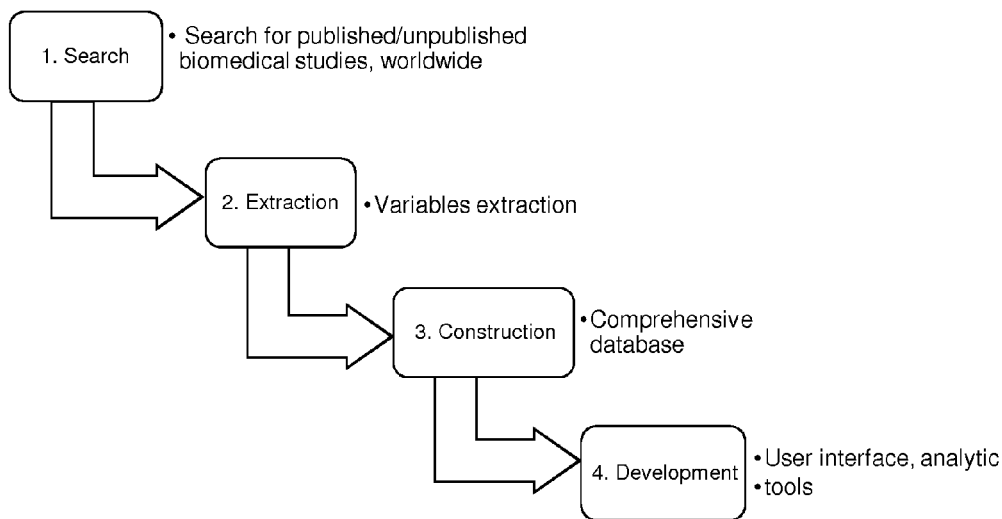 1. Search
• Search for published/unpublished
biomedical studies, worldwide
2. Extraction
• Variables extraction
3. Construction
• Comprehensive
database
4. Development
• User interface, analytic
• tools